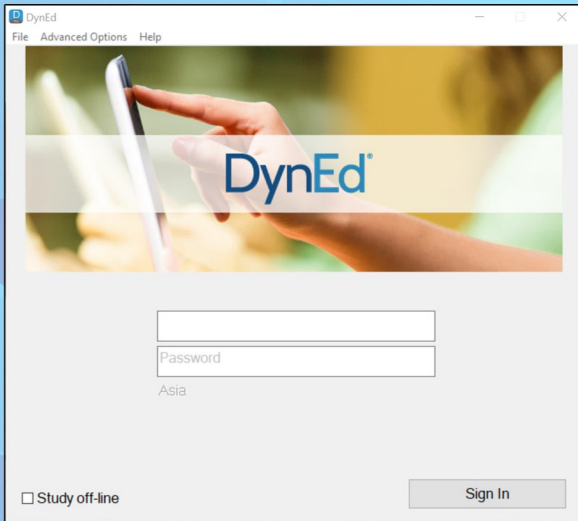 DynEd
File Advanced Options Help
DynEd®
Password
Asia
Study off-line
Sign In